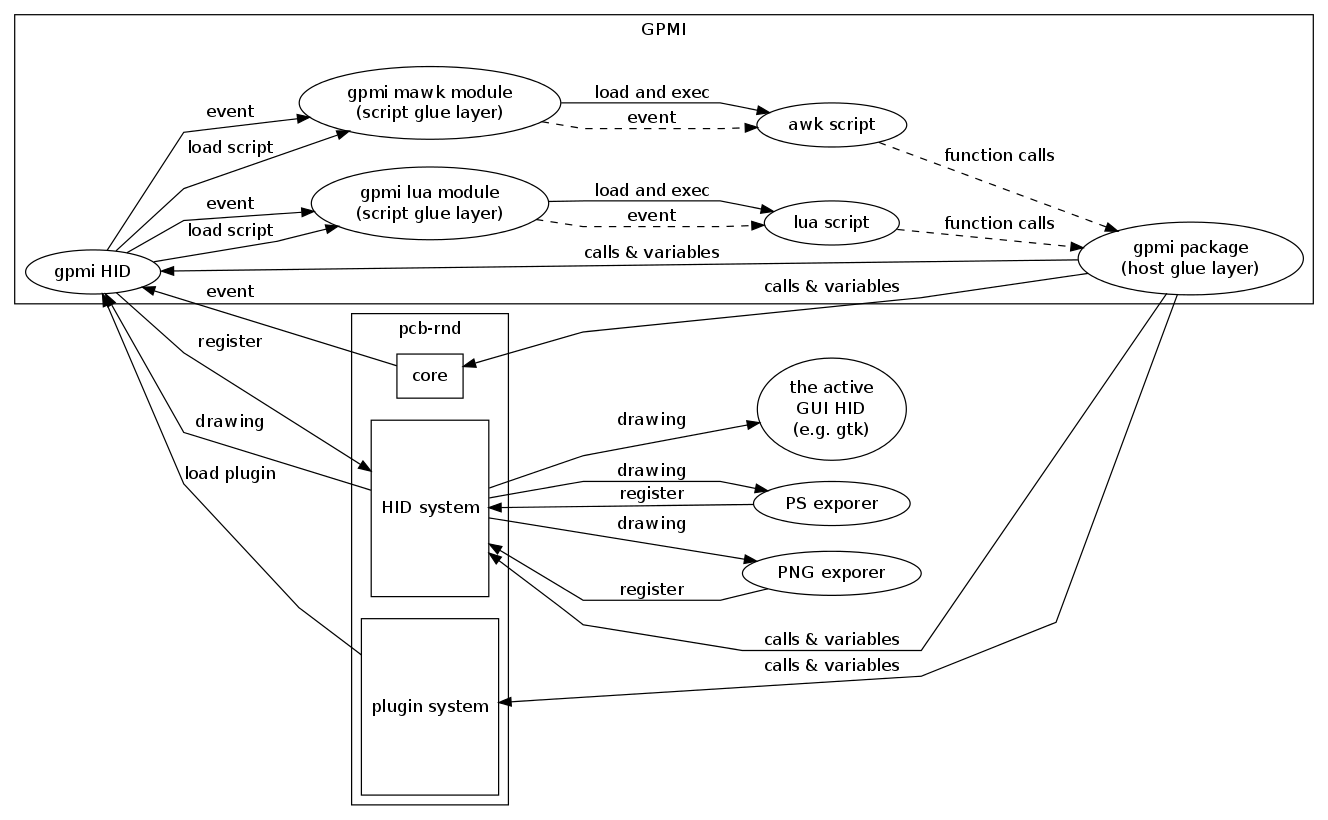 GPMI
gpmi mawk module
(script glue layer)
load and exec
event
awk script
event
load script
function calls
gpmi lua module
(script glue layer)
load and exec
event
lua script
event
load script
function calls
gpmi package
(host glue layer)
calls & variables
gpmi HID
event
calls & variables
pcb-rnd
core
register
drawing
load plugin
HID system
drawing
the active
GUI HID
(e.g. gtk)
drawing
register
PS exporer
drawing
PNG exporer
register
calls & variables
calls & variables
plugin system